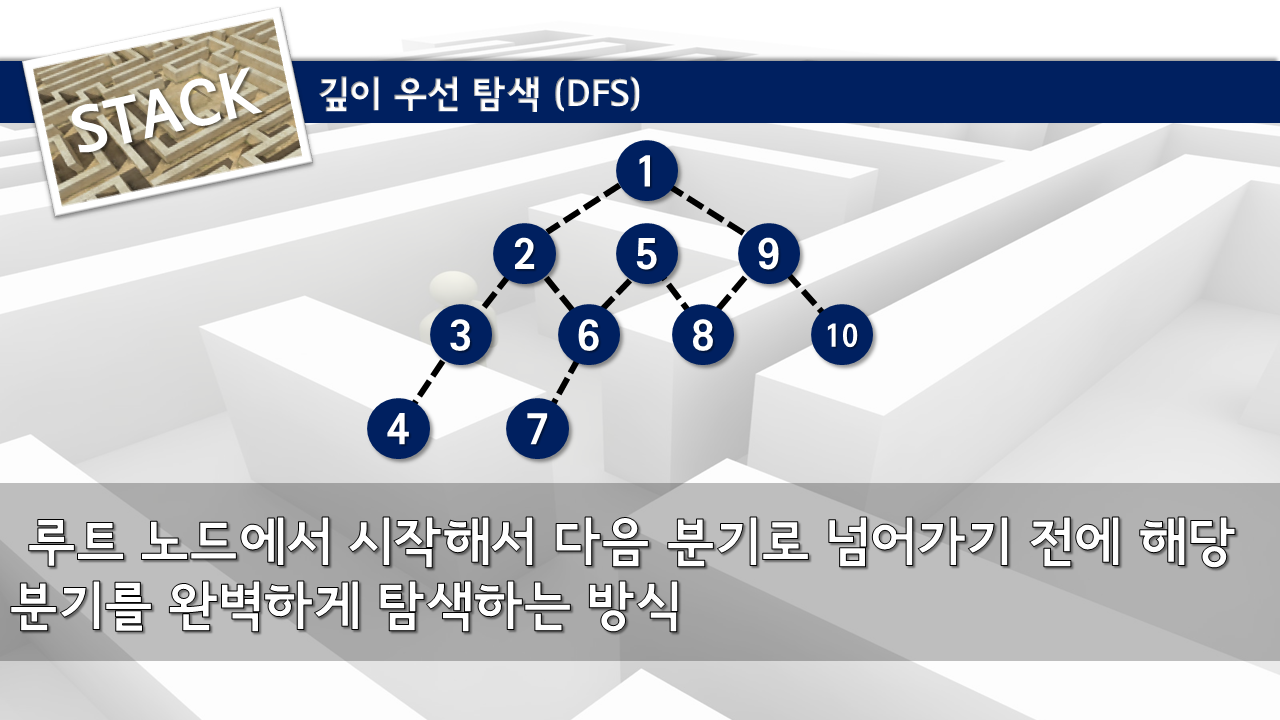 STACK
깊이 우선 탐색 (DFS)
1
2 5 9
3 6 8 10
4 7
루트 노드에서 시작해서 다음 분기로 넘어가기 전에 해당
분기를 완벽하게 탐색하는 방식